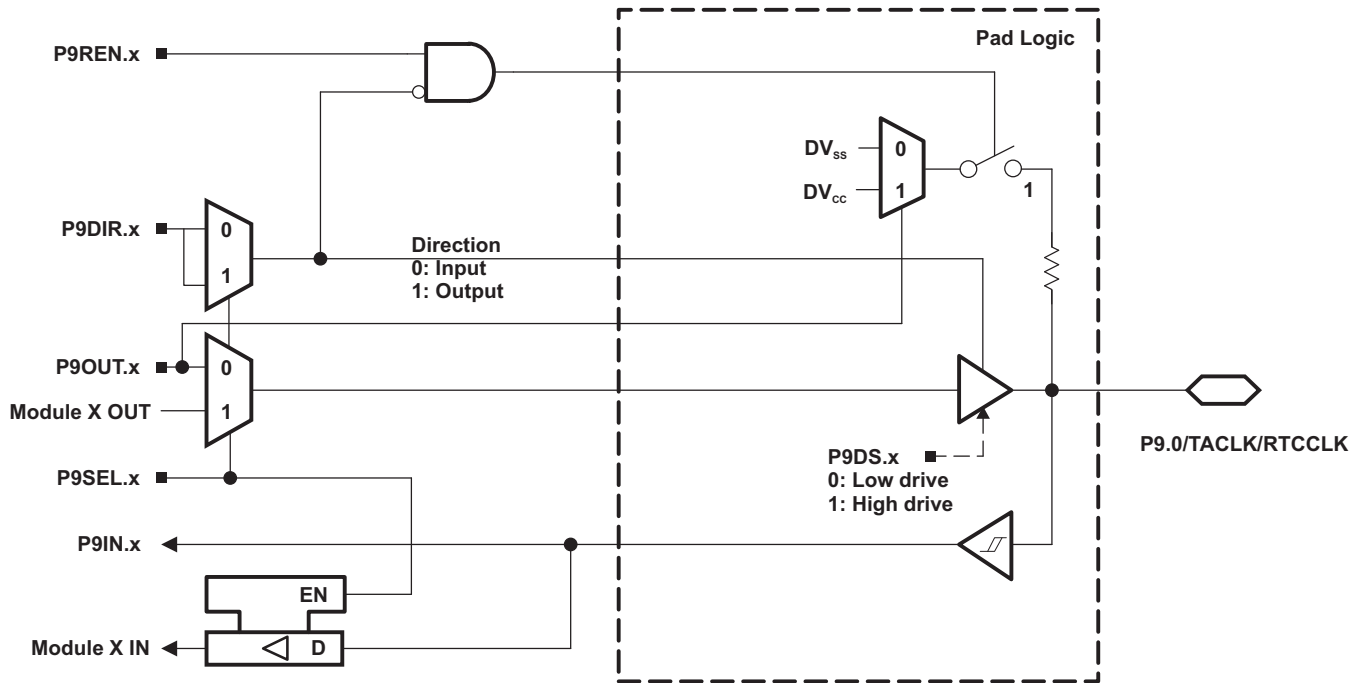 Pad Logic
P9REN.x
DVSS
0
DVCC
1
1
P9DIR.x
0
1
Direction
0: Input
1: Output
P9OUT.x
0
Module X OUT
1
P9.0/TACLK/RTCCLK
P9DS.x
0: Low drive
1: High drive
P9SEL.x
P9IN.x
EN
Module X IN
D